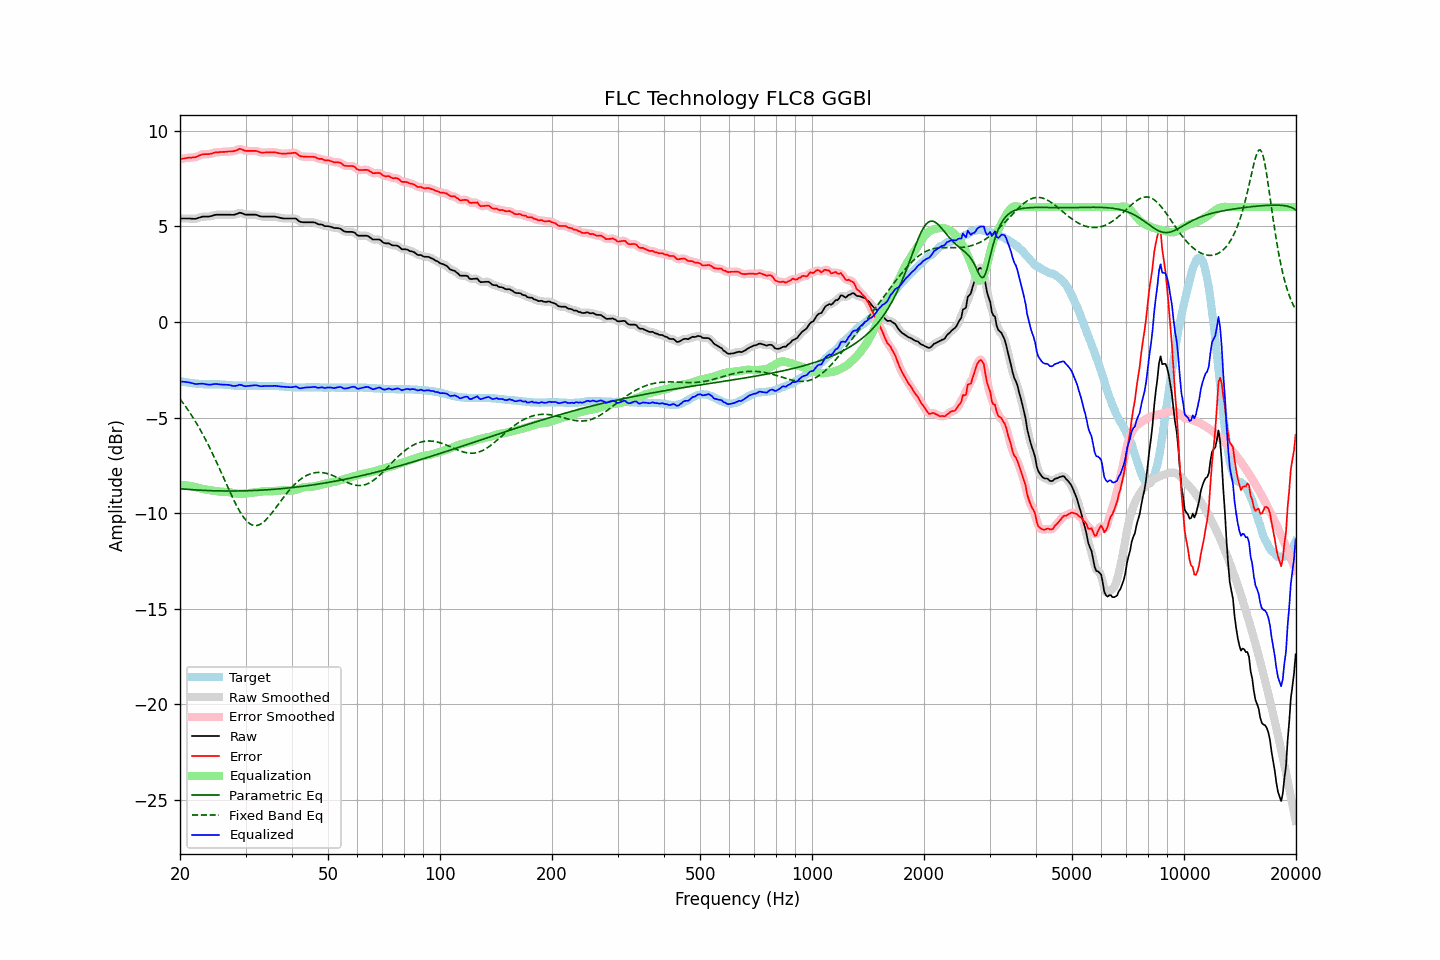 FLC Technology FLC8 GGBl
Amplitude (dBr)
10
5
0
−5
−10
−15
−20
−25
Target
Raw Smoothed
Error Smoothed
Raw
Error
Equalization
Parametric Eq
Fixed Band Eq
Equalized
20
50
100
200
500
1000
2000
5000
10000
20000
Frequency (Hz)